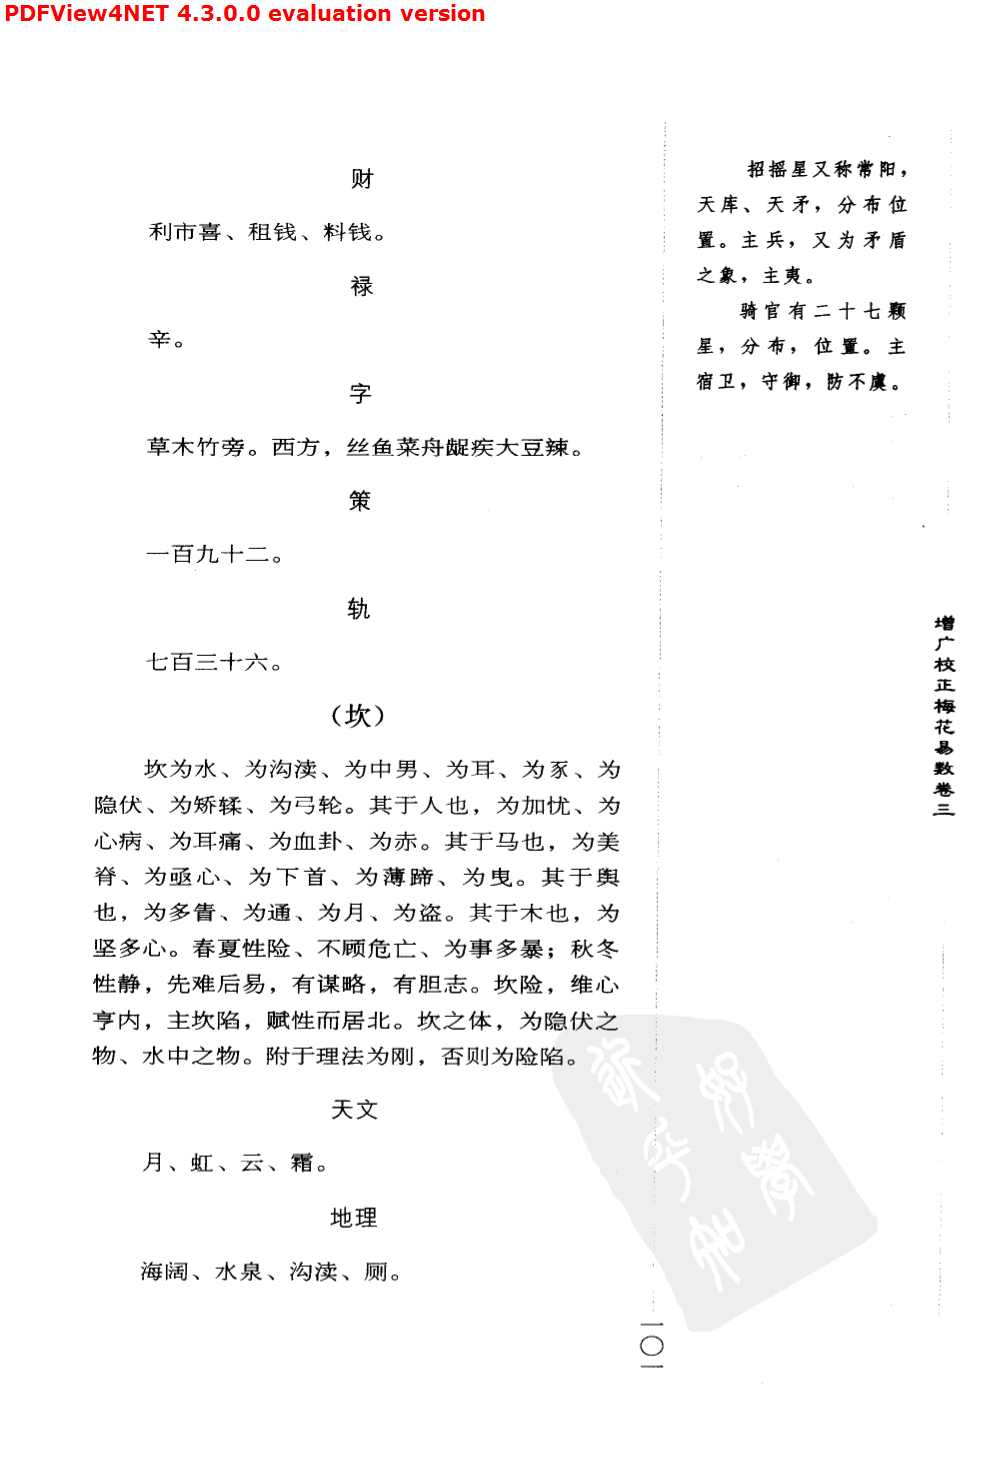 PDFView4NET 4.3.0.0 evaluation version
财
利市喜、租钱、料钱。
禄
辛。
字
草木竹旁。西方，丝鱼菜舟龊疾大豆辣。
策
一百九十二。
轨
七百三十六。
（坎）
坎为水、为沟渎、为中男、为耳、为豕、为
隐伏、为矫鞣、为弓轮。其于人也，为加忧、为
心病、为耳痛、为血卦、为赤。其于马也，为美
脊、为亟心、为下首、为薄蹄、为曳。其于舆
也，为多眚、为通、为月、为盗。其于木也，为
坚多心。春夏性险、不顾危亡、为事多暴；秋冬
性静，先难后易，有谋略，有胆志。坎险，维心
亨内，主坎陷，赋性而居北。坎之体，为隐伏之
物、水中之物。附于理法为刚，否则为险陷。
天文
月、虹、云、霜。
地理
海阔、水泉、沟渎、厕。
招摇星又称常阳，
天库、天矛，分布位
置。主兵，又为矛盾
之象，主夷。
骑官有二十七颗
星，分布，位置。主
宿卫，守御，防不虞。
增广校正梅花易数卷三
一〇一